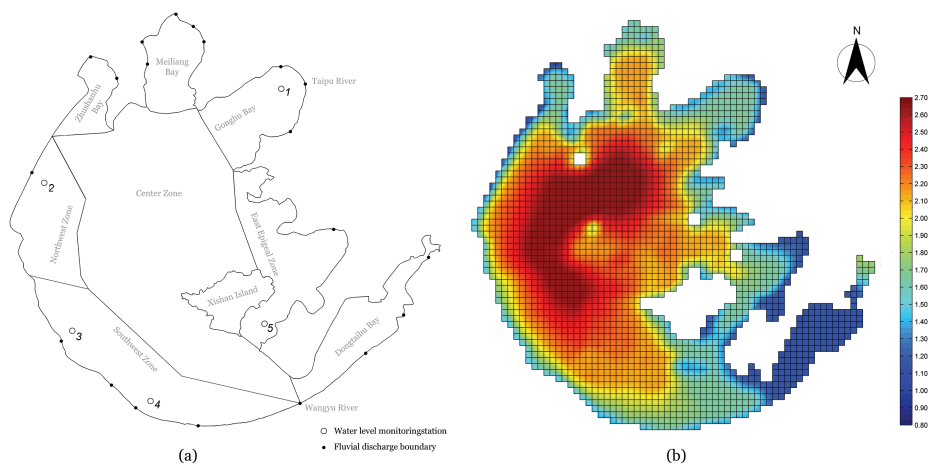 Meiliang
Bay
Zhushanhu
Bay
Taipu River
1
Gonghu Bay
2
Center Zone
Northwest Zone
East Epigeal Zone
Xishan Island
3
5
Southwest Zone
Dongtaihu Bay
4
Wangyu River
Water level monitoringstation
Fluvial discharge boundary
(a)
N
2.70
2.60
2.50
2.40
2.30
2.20
2.10
2.00
1.90
1.80
1.70
1.60
1.50
1.40
1.30
1.20
1.10
1.00
0.90
0.80
(b)